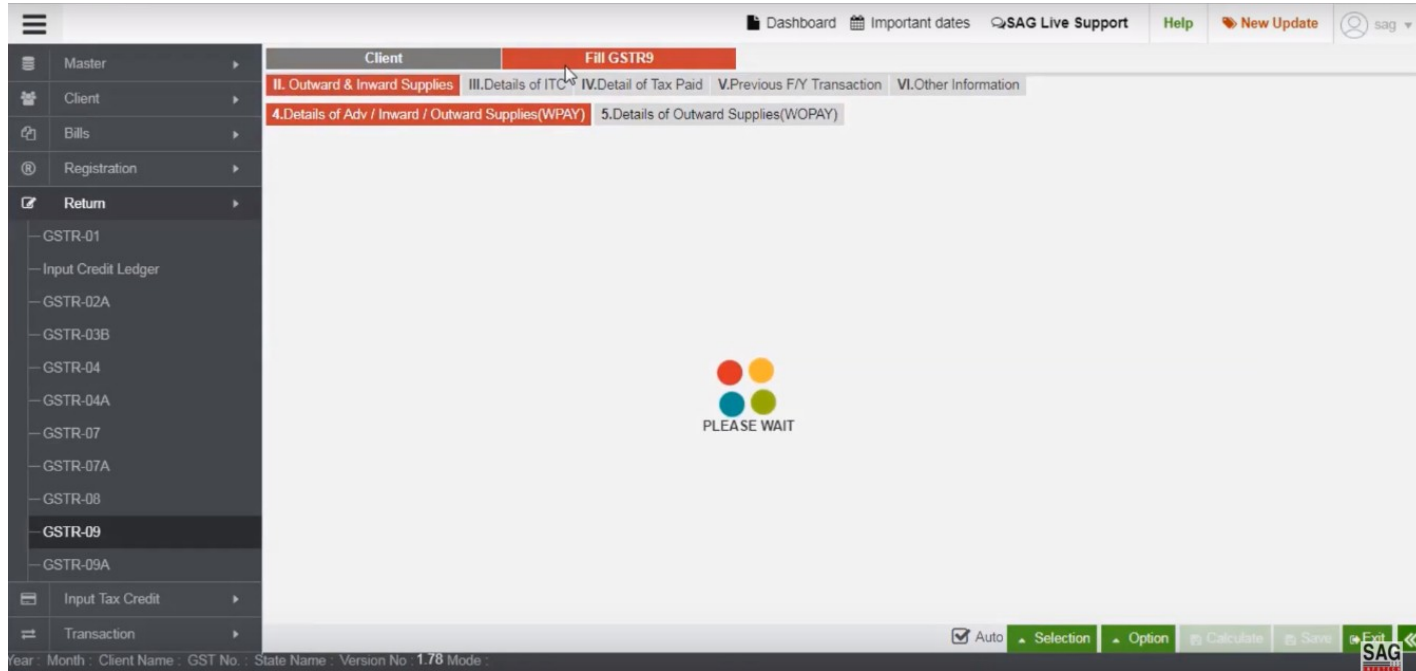 Dashboard Important dates SAG Live Support Help New Update sag
Client Fill GSTR9
II. Outward & Inward Supplies III.Details of ITC IV.Detail of Tax Paid V.Previous F/Y Transaction VI.Other Information
4.Details of Adv / Inward / Outward Supplies(WPAY) 5.Details of Outward Supplies(WOPAY)
Master
Client
Bills
Registration
Return
GSTR-01
Input Credit Ledger
GSTR-02A
GSTR-03B
GSTR-04
GSTR-04A
GSTR-07
GSTR-07A
GSTR-08
GSTR-09
GSTR-09A
Input Tax Credit
Transaction
PLEASE WAIT
Auto Selection Option Calculate Save Exit
Year : Month : Client Name : GST No. : State Name : Version No : 1.78 Mode :
SAG